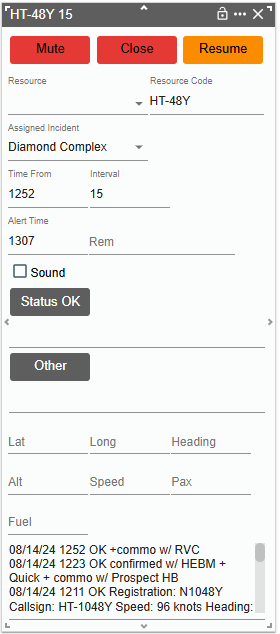 HT-48Y 15
Mute Close Resume
Resource Resource Code
HT-48Y
Assigned Incident
Diamond Complex
Time From Interval
1252 15
Alert Time
1307 Rem
Sound
Status OK
Other
Lat Long Heading
Alt Speed Pax
Fuel
08/14/24 1252 OK +commo w/ RVC
08/14/24 1223 OK confirmed w/ HEBM +
Quick + commo w/ Prospect HB
08/14/24 1211 OK Registration: N1048Y
Callsign: HT-1048Y Speed: 96 knots Heading: